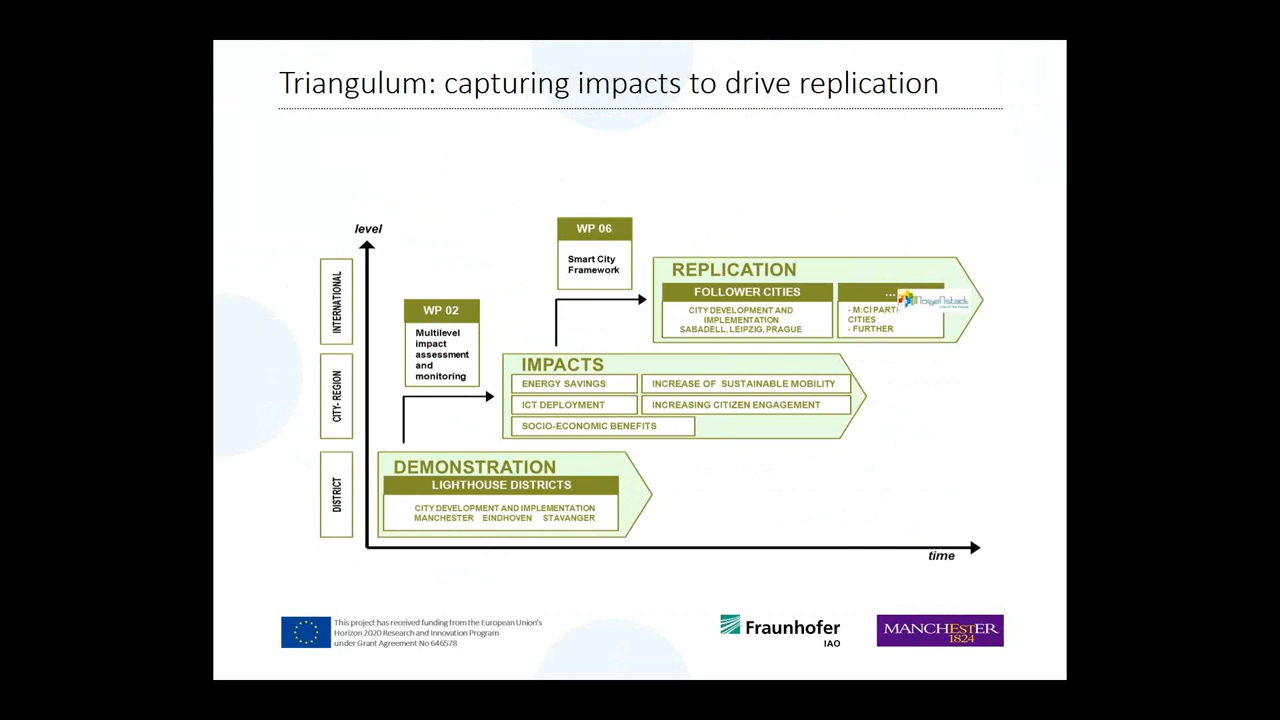 Triangulum: capturing impacts to drive replication
level
WP 06
Smart City
Framework
INTERNATIONAL
REPLICATION
FOLLOWER CITIES
CITY DEVELOPMENT AND
IMPLEMENTATION
SABADELL, LEIPZIG, PRAGUE
...
- M:CI PART
CITIES
- FURTHER
WP 02
Multilevel
impact
assessment
and
monitoring
CITY- REGION
IMPACTS
ENERGY SAVINGS
INCREASE OF SUSTAINABLE MOBILITY
ICT DEPLOYMENT
INCREASING CITIZEN ENGAGEMENT
SOCIO-ECONOMIC BENEFITS
DISTRICT
DEMONSTRATION
LIGHTHOUSE DISTRICTS
CITY DEVELOPMENT AND IMPLEMENTATION
MANCHESTER EINDHOVEN STAVANGER
time
This project has received funding from the European Union's
Horizon 2020 Research and Innovation Program
under Grant Agreement No 646578
Fraunhofer
IAO
MANCHESTER
1824